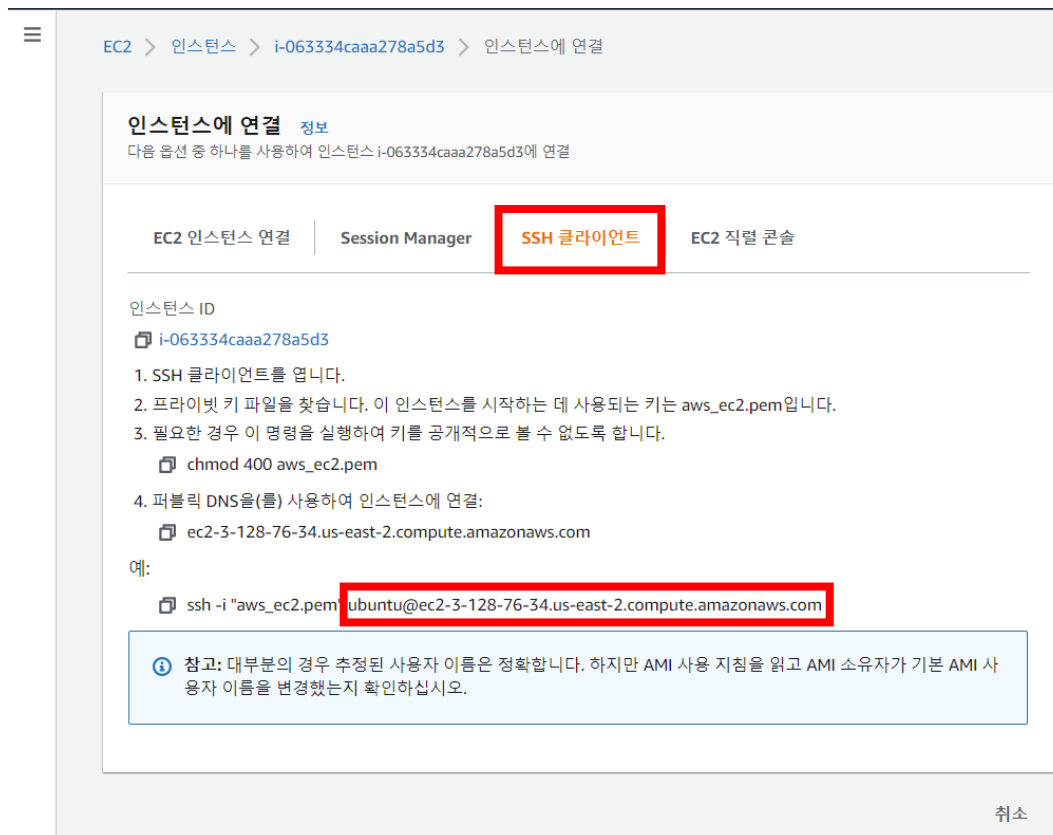 EC2 > 인스턴스 > i-063334caaa278a5d3 > 인스턴스에 연결
인스턴스에 연결 정보
다음 옵션 중 하나를 사용하여 인스턴스 i-063334caaa278a5d3에 연결
EC2 인스턴스 연결 Session Manager SSH 클라이언트 EC2 직렬 콘솔
인스턴스 ID
i-063334caaa278a5d3
1. SSH 클라이언트를 엽니다.
2. 프라이빗 키 파일을 찾습니다. 이 인스턴스를 시작하는 데 사용되는 키는 aws_ec2.pem입니다.
3. 필요한 경우 이 명령을 실행하여 키를 공개적으로 볼 수 없도록 합니다.
chmod 400 aws_ec2.pem
4. 퍼블릭 DNS을(를) 사용하여 인스턴스에 연결:
ec2-3-128-76-34.us-east-2.compute.amazonaws.com
예:
ssh -i "aws_ec2.pem" ubuntu@ec2-3-128-76-34.us-east-2.compute.amazonaws.com
참고: 대부분의 경우 추정된 사용자 이름은 정확합니다. 하지만 AMI 사용 지침을 읽고 AMI 소유자가 기본 AMI 사
용자 이름을 변경했는지 확인하십시오.
취소